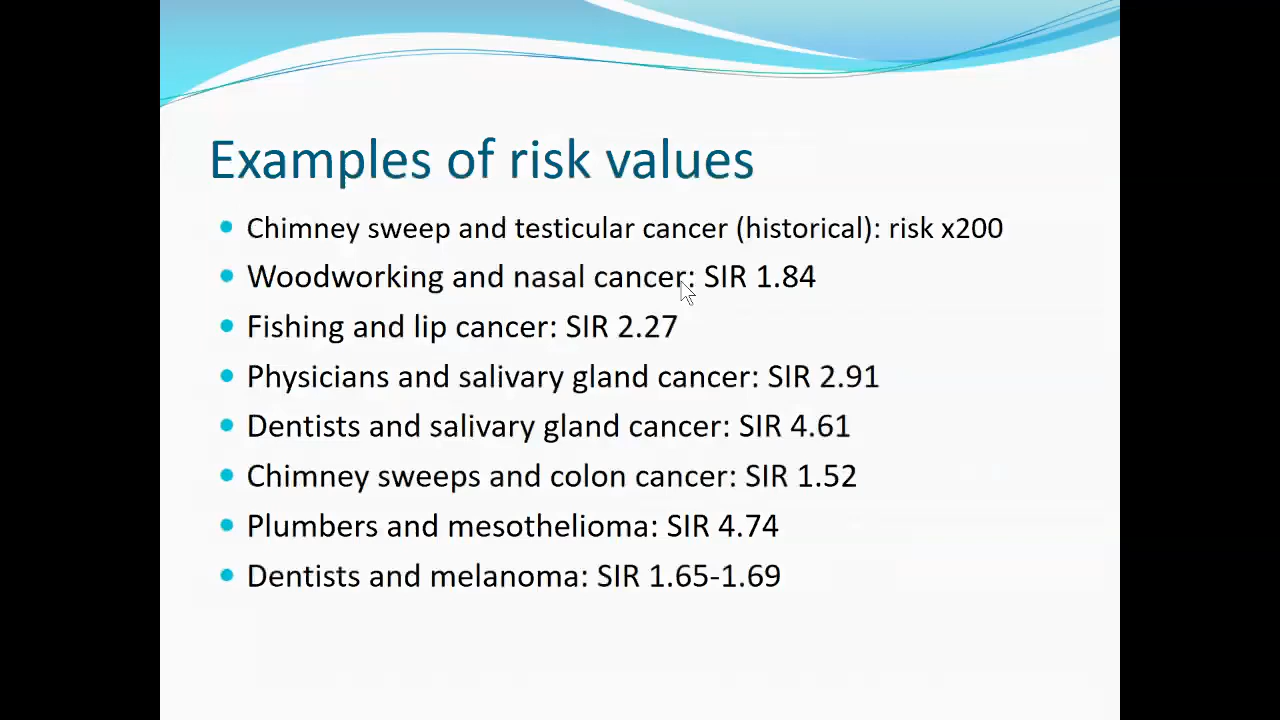 Examples of risk values
Chimney sweep and testicular cancer (historical): risk x200
Woodworking and nasal cancer: SIR 1.84
Fishing and lip cancer: SIR 2.27
Physicians and salivary gland cancer: SIR 2.91
Dentists and salivary gland cancer: SIR 4.61
Chimney sweeps and colon cancer: SIR 1.52
Plumbers and mesothelioma: SIR 4.74
Dentists and melanoma: SIR 1.65-1.69